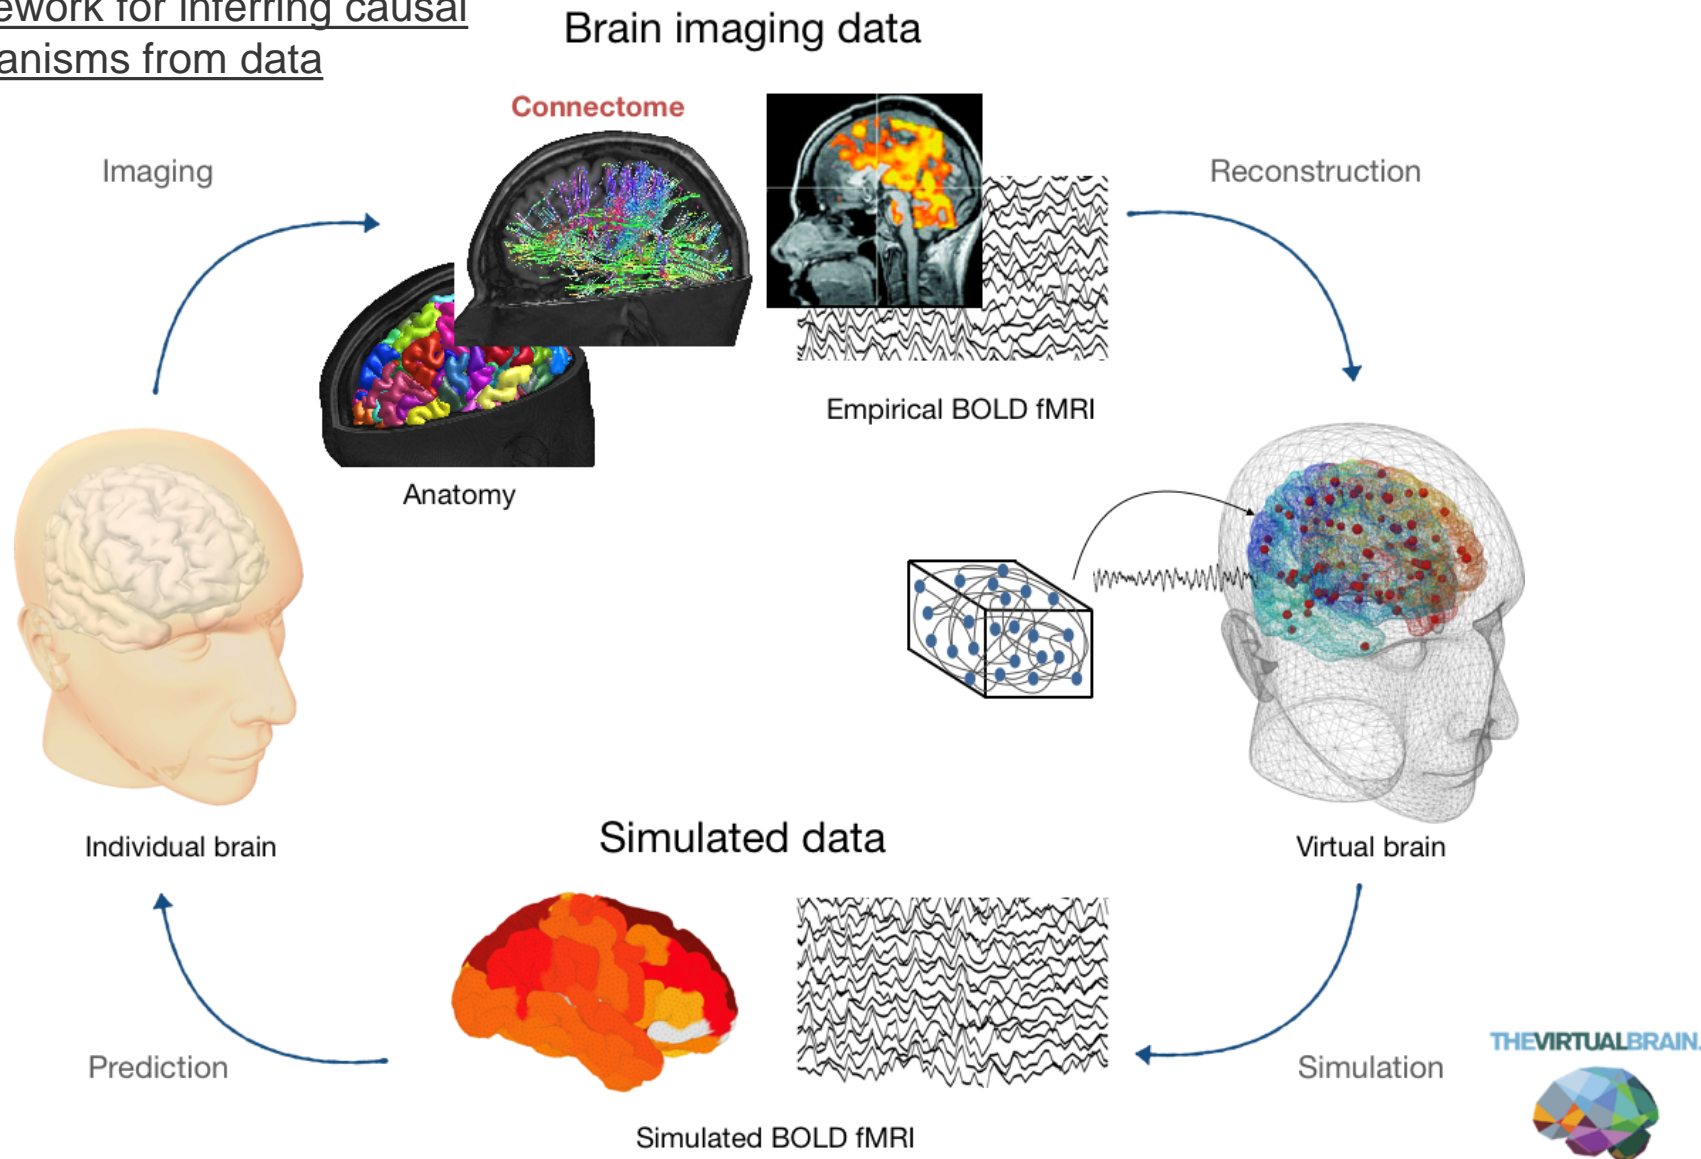 ework for inferring causal
anisms from data
Brain imaging data
Connectome
Imaging
Reconstruction
Empirical BOLD fMRI
Anatomy
Simulated data
Individual brain
Virtual brain
Prediction
Simulation
THEVIRTUALBRAIN.
Simulated BOLD fMRI